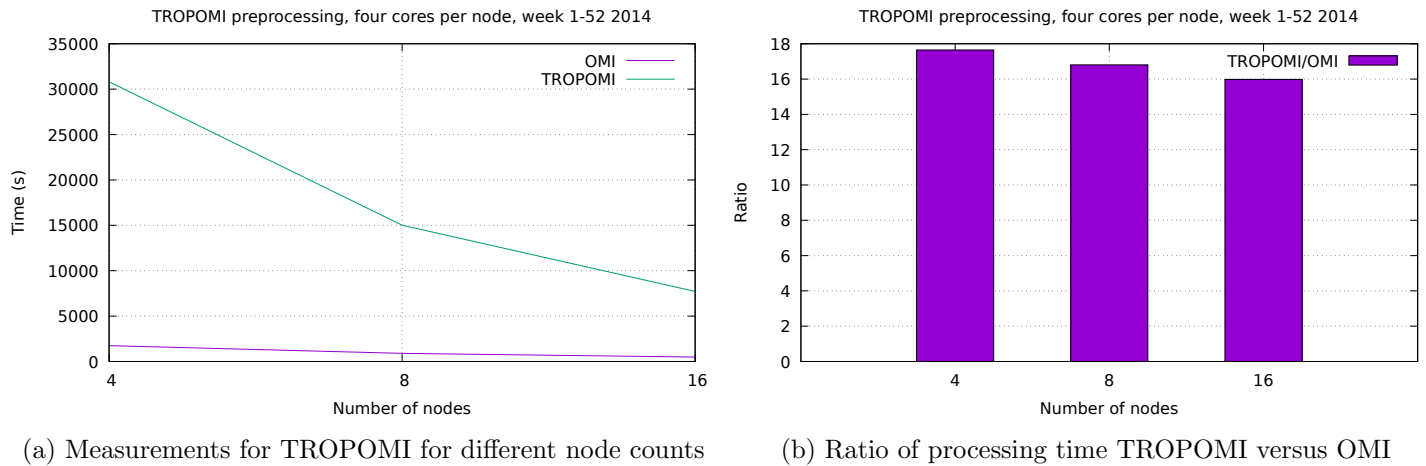 TROPOMI preprocessing, four cores per node, week 1-52 2014
35000
30000
25000
20000
15000
10000
5000
0
Time (s)
OMI
TROPOMI
4 8 16
Number of nodes
(a) Measurements for TROPOMI for different node counts
TROPOMI preprocessing, four cores per node, week 1-52 2014
18
16
14
12
10
8
6
4
2
0
Ratio
TROPOMI/OMI
4 8 16
Number of nodes
(b) Ratio of processing time TROPOMI versus OMI